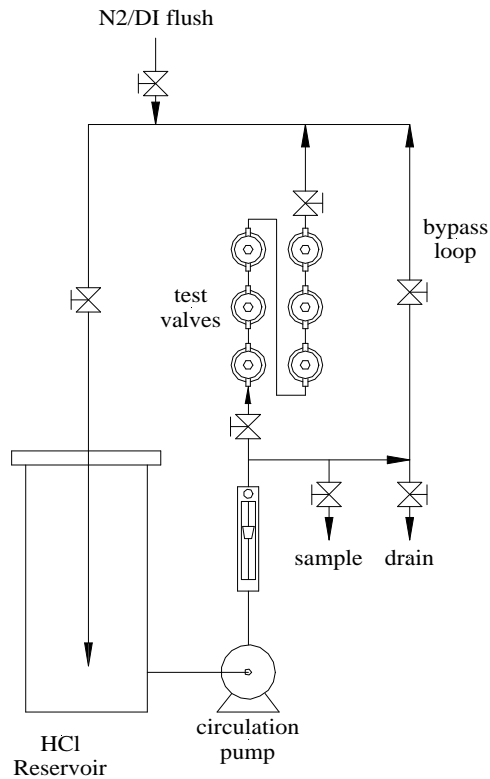 N2/DI flush
bypass
loop
test
valves
sample
drain
circulation
pump
HCl
Reservoir